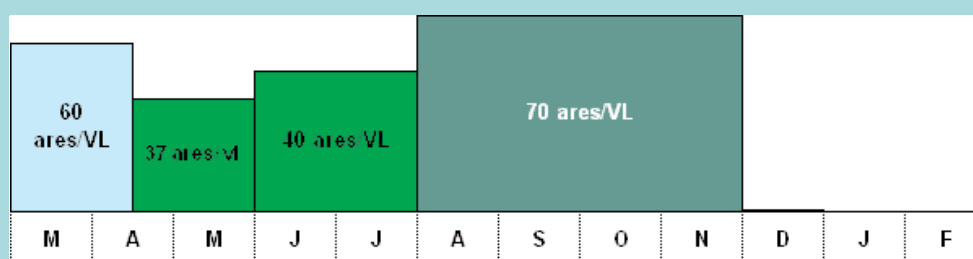 60
ares/VL
37 ares/vl
40 ares/VL
70 ares/VL
M A M J J A S O N D J F